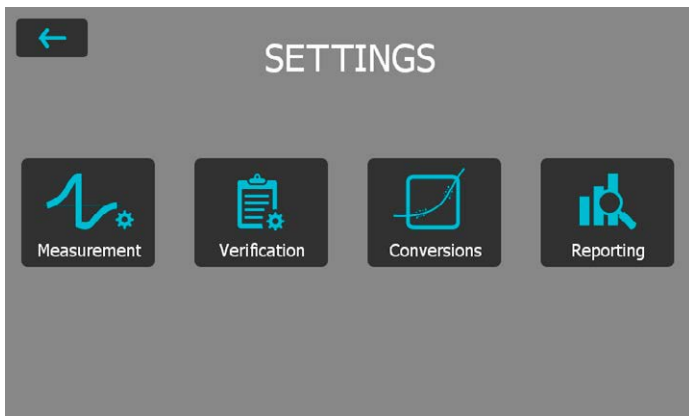 SETTINGS
Measurement
Verification
Conversions
Reporting